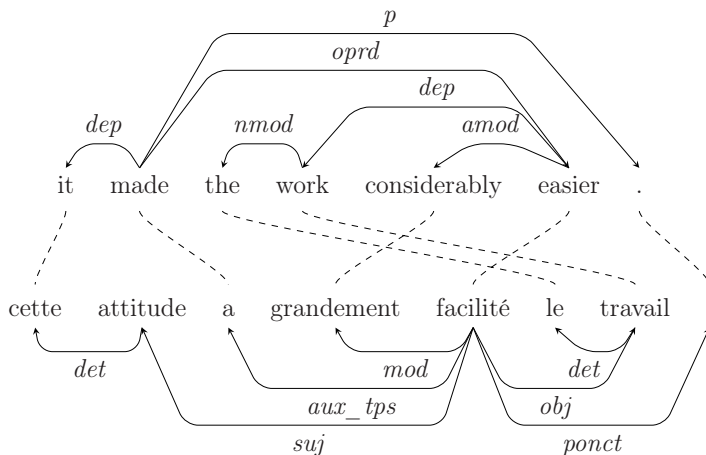 p
oprd
dep
dep nmod amod
it made the work considerably easier .
cette attitude a grandement facilité le travail
det mod det
aux_tps obj
suj ponct